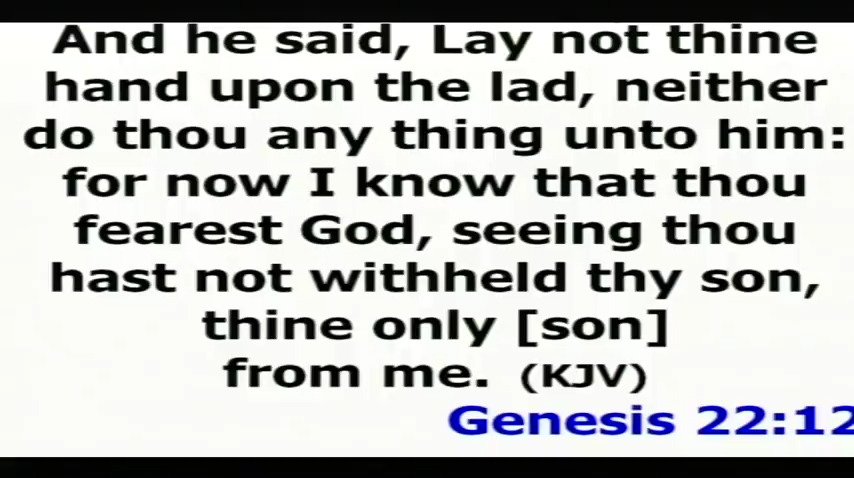 And he said, Lay not thine
hand upon the lad, neither
do thou any thing unto him:
for now I know that thou
fearest God, seeing thou
hast not withheld thy son,
thine only [son]
from me. (KJV)
Genesis 22:12